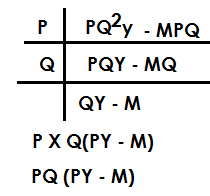 P PQ²y - MPQ
Q PQY - MQ
QY - M
P X Q(PY - M)
PQ (PY - M)